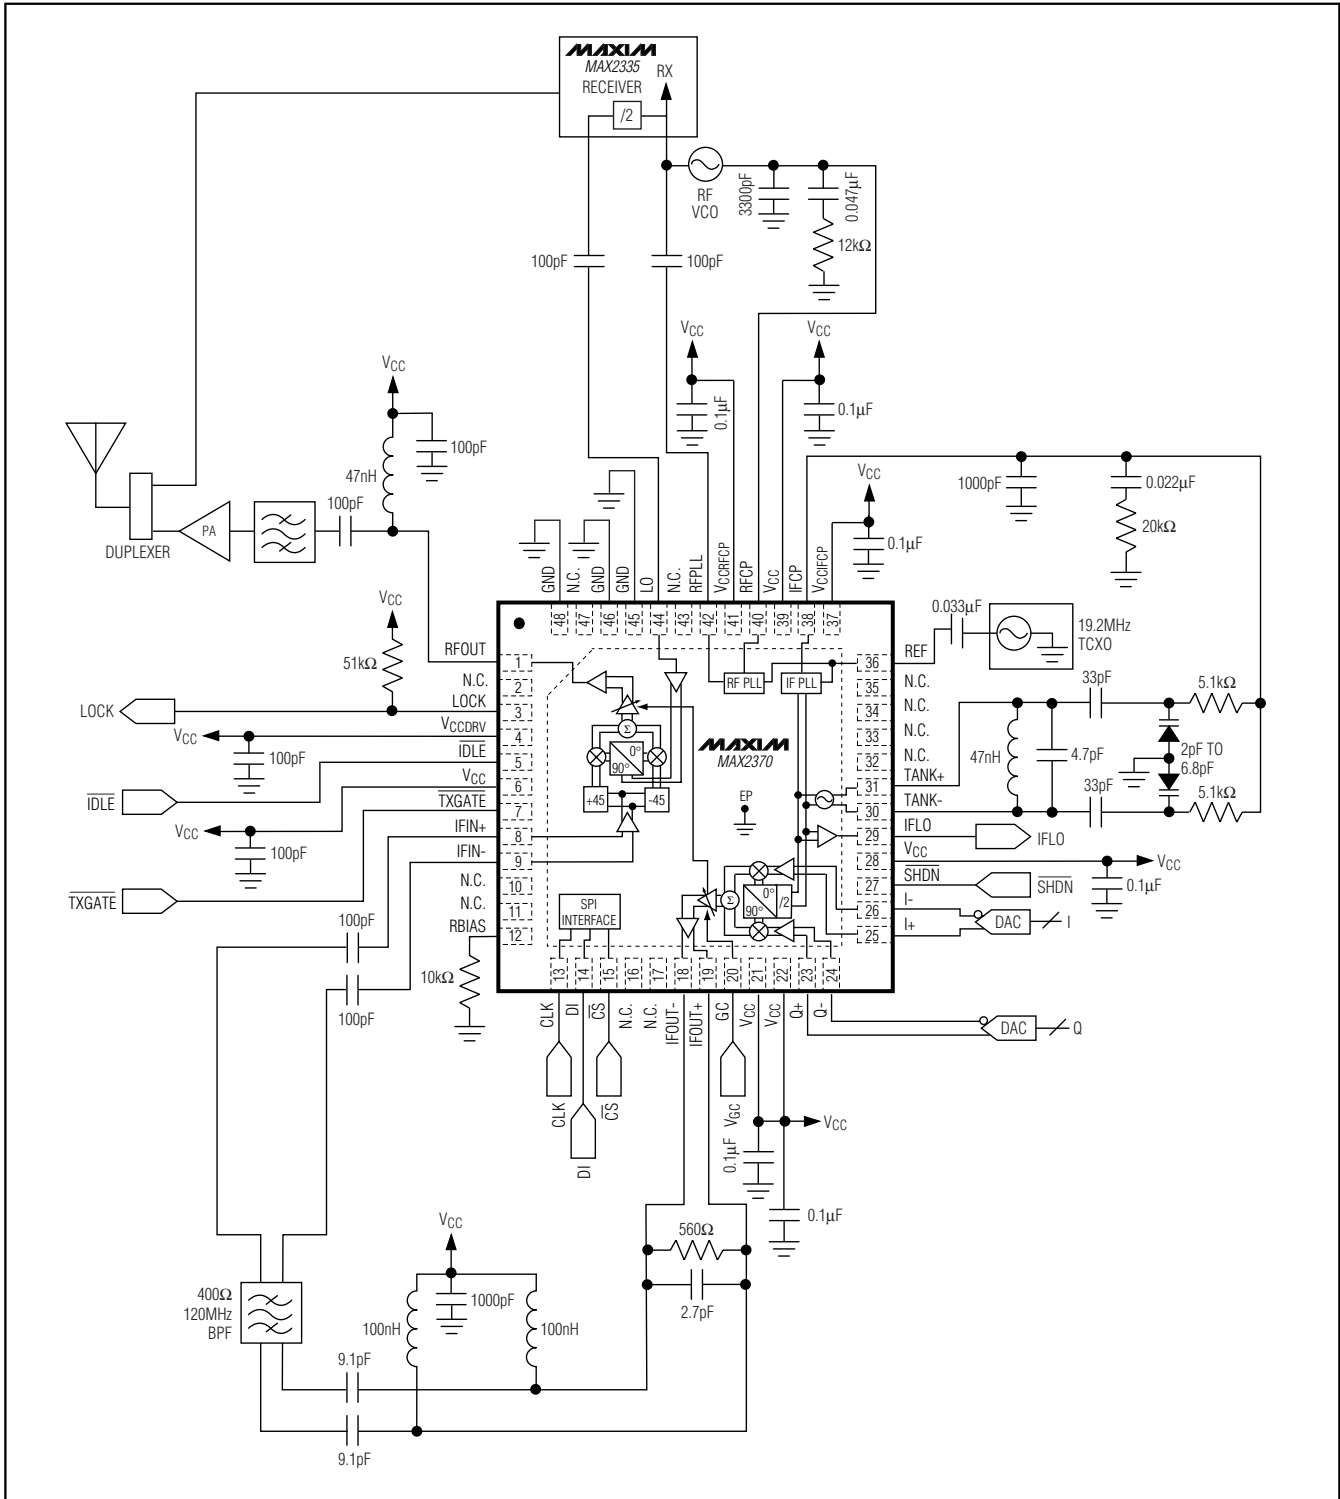 MAXIM
MAX2335
RECEIVER
RX
/2
RF
VCO
3300pF
0.047µF
12kΩ
100pF
100pF
VCC
VCC
0.1µF
0.1µF
VCC
47nH
100pF
100pF
PA
DUPLEXER
VCC
0.1µF
1000pF
0.022µF
20kΩ
GND
N.C.
GND
GND
LO
N.C.
RFPLL
VCCRFCP
RFCP
VCC
IFCP
VCCIFCP
48
47
46
45
44
43
42
41
40
39
38
37
0.033µF
19.2MHz
TCXO
VCC
51kΩ
LOCK
VCC
100pF
IDLE
VCC
100pF
TXGATE
RFOUT
N.C.
LOCK
VCCDRV
IDLE
VCC
TXGATE
IFIN+
IFIN-
N.C.
N.C.
RBIAS
1
2
3
4
5
6
7
8
9
10
11
12
RF PLL
IF PLL
Σ
0°
90°
+45
-45
MAXIM
MAX2370
EP
SPI
INTERFACE
Σ
0°
90°
/2
36
35
34
33
32
31
30
29
28
27
26
25
REF
N.C.
N.C.
N.C.
N.C.
TANK+
TANK-
IFLO
VCC
SHDN
I-
I+
33pF
5.1kΩ
47nH
4.7pF
2pF TO
6.8pF
33pF
5.1kΩ
IFLO
VCC
SHDN
0.1µF
DAC
I
100pF
100pF
10kΩ
13
14
15
16
17
18
19
20
21
22
23
24
CLK
DI
CS
N.C.
N.C.
IFOUT-
IFOUT+
GC
VCC
VCC
Q+
Q-
DAC
Q
CLK
DI
CS
VGC
VCC
0.1µF
0.1µF
560Ω
2.7pF
VCC
1000pF
100nH
100nH
400Ω
120MHz
BPF
9.1pF
9.1pF